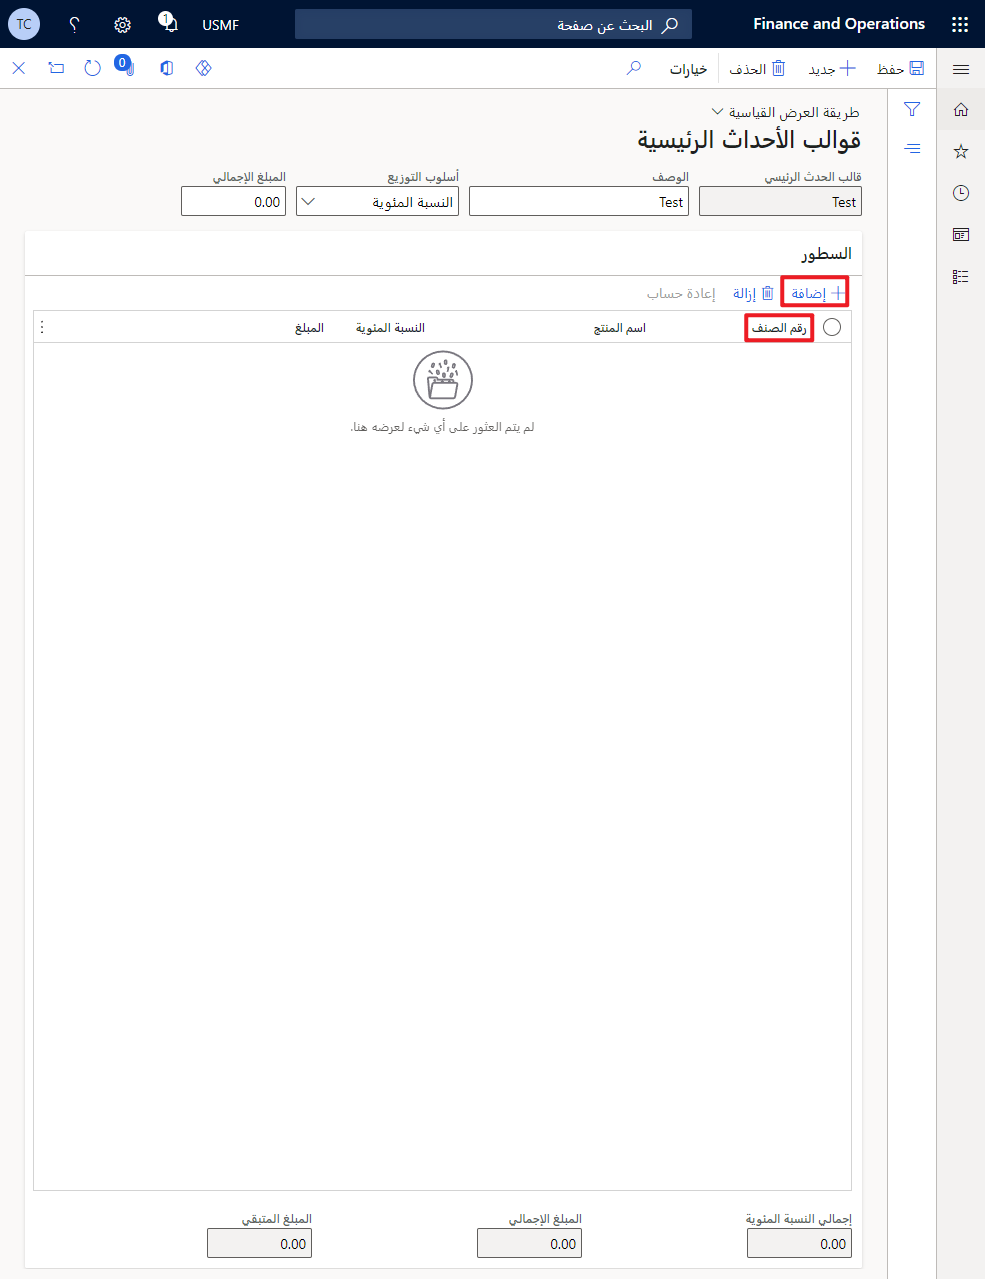 Finance and Operations
البحث عن صفحة
USMF
1
؟
TC
حفظ
جديد
الحذف
خيارات
0
طريقة العرض القياسية
قوالب الأحداث الرئيسية
قالب الحدث الرئيسي
الوصف
أسلوب التوزيع
المبلغ الإجمالي
Test
Test
النسبة المئوية
0.00
السطور
إضافة
إزالة
إعادة حساب
رقم الصنف
اسم المنتج
النسبة المئوية
المبلغ
لم يتم العثور على أي شيء لعرضه هنا.
إجمالي النسبة المئوية
المبلغ الإجمالي
المبلغ المتبقي
0.00
0.00
0.00